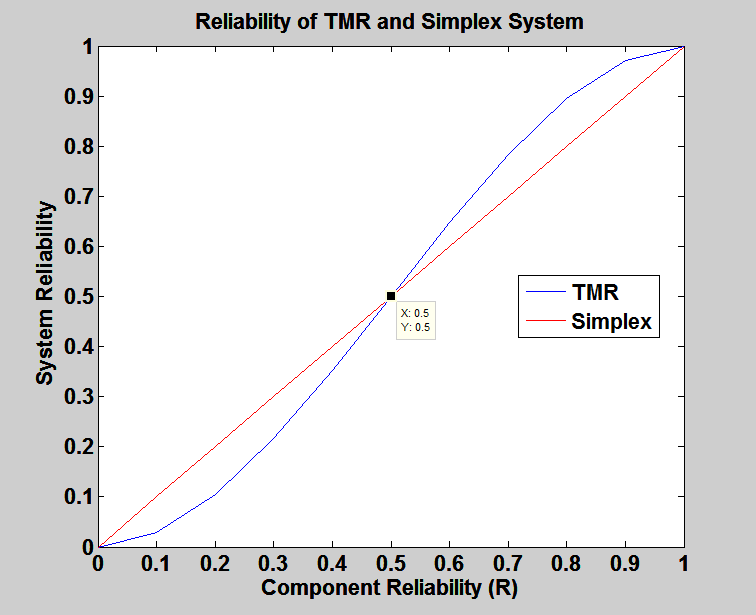 Reliability of TMR and Simplex System
1
0.9
0.8
0.7
0.6
0.5
0.4
0.3
0.2
0.1
0
System Reliability
X: 0.5
Y: 0.5
TMR
Simplex
0 0.1 0.2 0.3 0.4 0.5 0.6 0.7 0.8 0.9 1
Component Reliability (R)